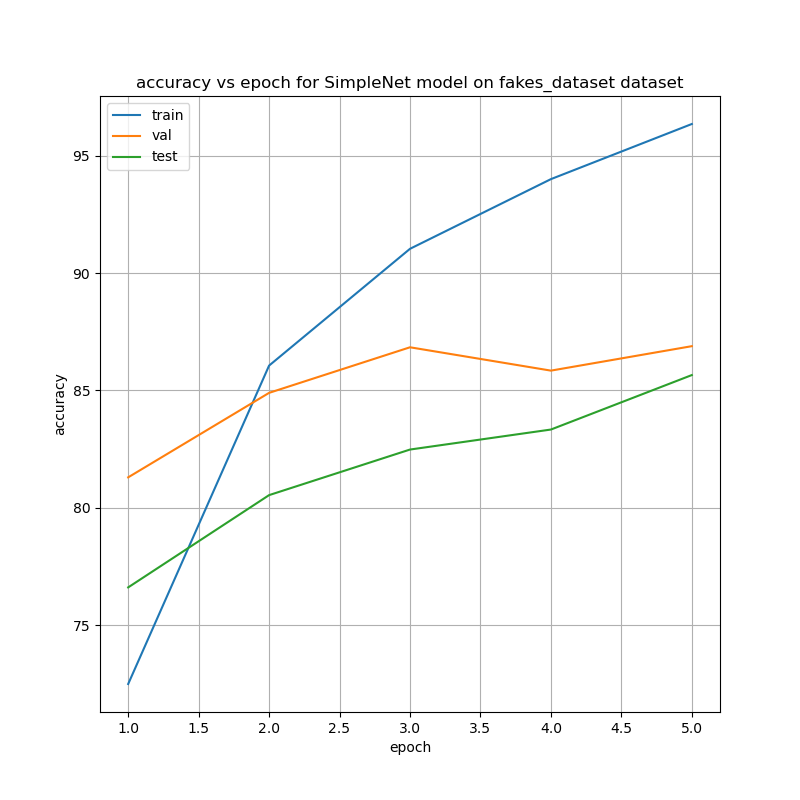 accuracy vs epoch for SimpleNet model on fakes_dataset dataset
train
val
test
95
90
85
80
75
accuracy
1.0 1.5 2.0 2.5 3.0 3.5 4.0 4.5 5.0
epoch